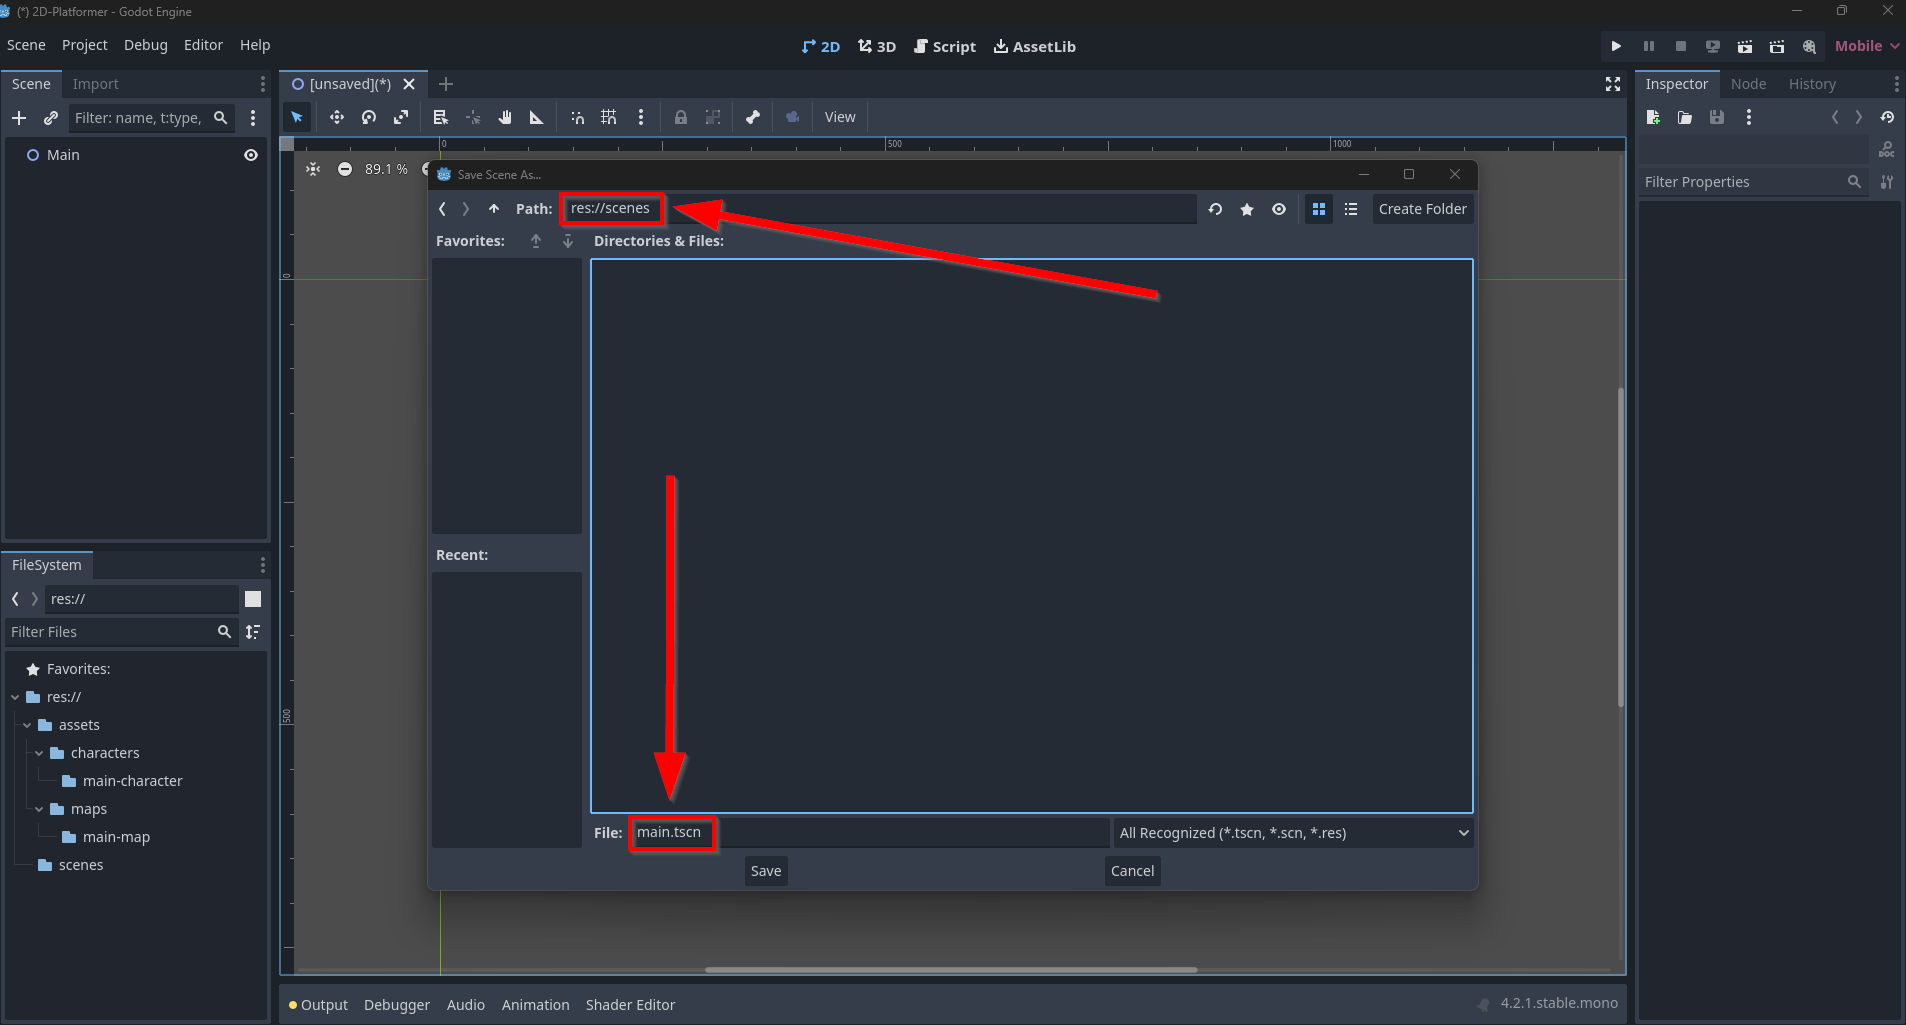 (*) 2D-Platformer - Godot Engine
Scene Project Debug Editor Help
2D 3D Script AssetLib
Mobile
Scene Import
[unsaved](*)
Inspector Node History
Filter: name, t:type,
View
Main
0 500 1000
89.1 %
Filter Properties
Save Scene As...
Path: res://scenes
Create Folder
Favorites:
Directories & Files:
0
Recent:
500
FileSystem
res://
Filter Files
Favorites:
res://
assets
characters
main-character
maps
main-map
scenes
File: main.tscn
All Recognized (*.tscn, *.scn, *.res)
Save
Cancel
Output Debugger Audio Animation Shader Editor
4.2.1.stable.mono
DOC